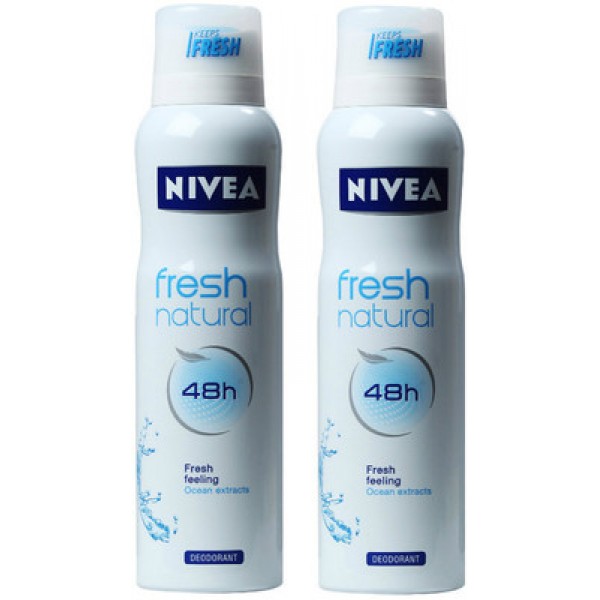 KEEPS
FRESH
NIVEA
fresh
natural
48h
Fresh
feeling
Ocean extracts
DEODORANT
KEEPS
FRESH
NIVEA
fresh
natural
48h
Fresh
feeling
Ocean extracts
DEODORANT